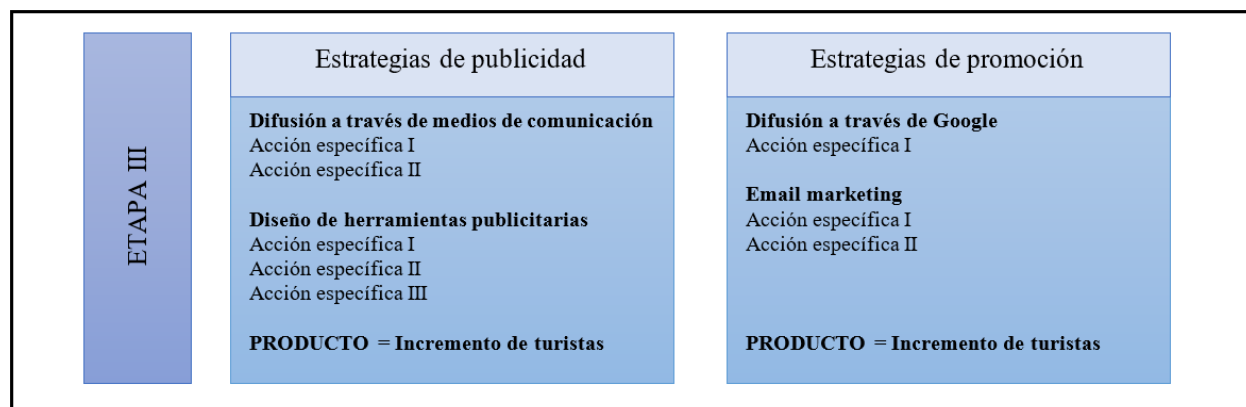 ETAPA III
Estrategias de publicidad
Difusión a través de medios de comunicación
Acción específica I
Acción específica II
Diseño de herramientas publicitarias
Acción específica I
Acción específica II
Acción específica III
PRODUCTO = Incremento de turistas
Estrategias de promoción
Difusión a través de Google
Acción específica I
Email marketing
Acción específica I
Acción específica II
PRODUCTO = Incremento de turistas